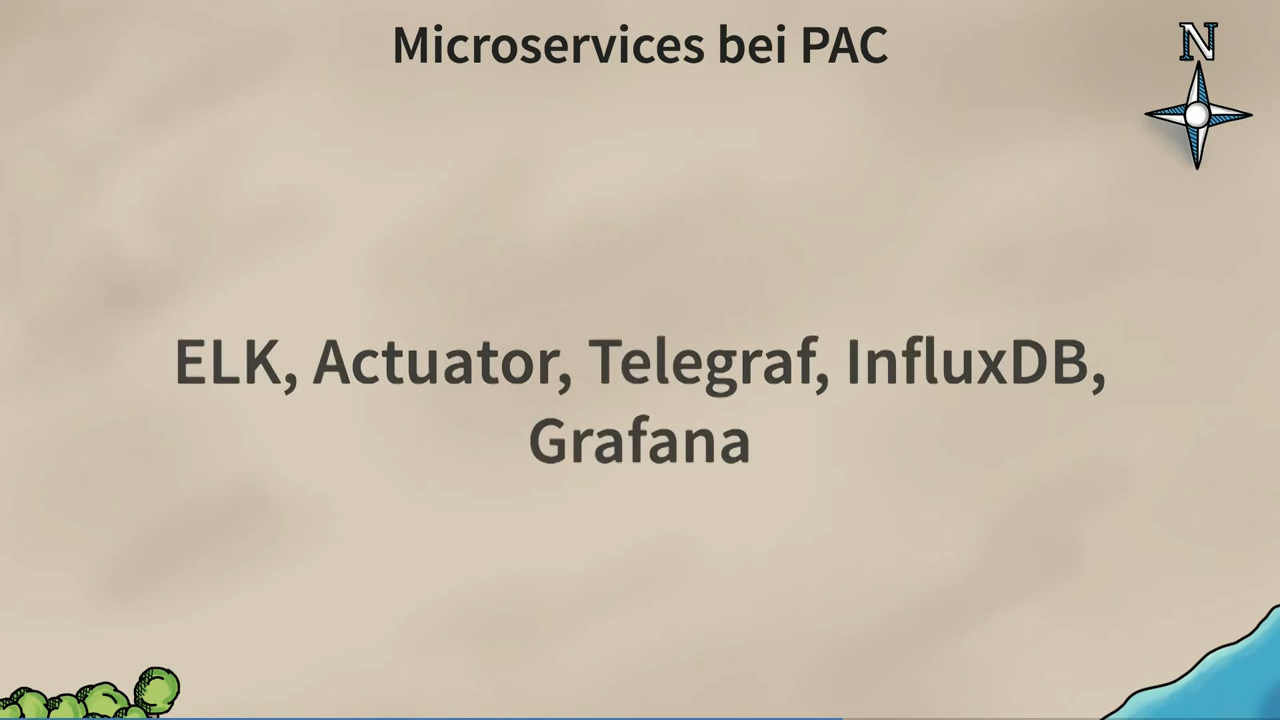 Microservices bei PAC
N
ELK, Actuator, Telegraf, InfluxDB,
Grafana